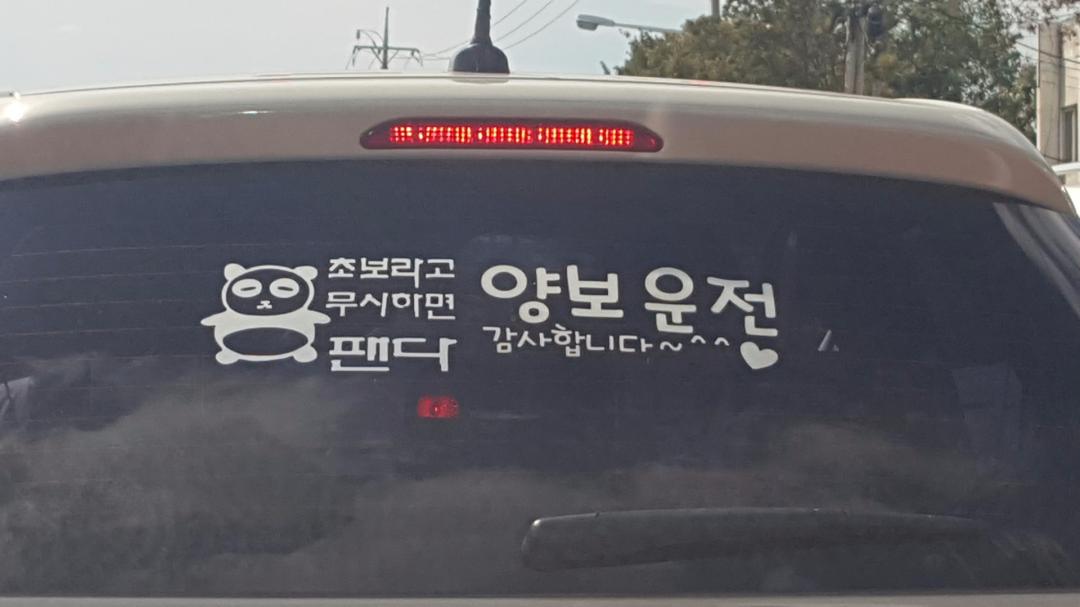 초보라고
무시하면
팬다
양보 운전
감사합니다~^^